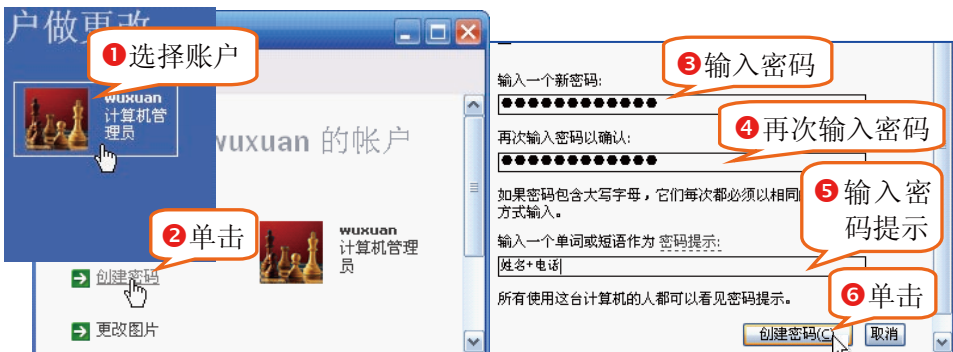 户做更改
❶选择账户
wuxuan
计算机管
理员
wuxuan 的帐户
❷单击
wuxuan
计算机管理
员
创建密码
更改图片
❸输入密码
输入一个新密码:
●●●●●●●●●●●●
❹再次输入密码
再次输入密码以确认:
●●●●●●●●●●●●
如果密码包含大写字母，它们每次都必须以相同
方式输入。
❺输入密
码提示
输入一个单词或短语作为 密码提示:
姓名+电话
所有使用这台计算机的人都可以看见密码提示。
❻单击
创建密码(C) 取消